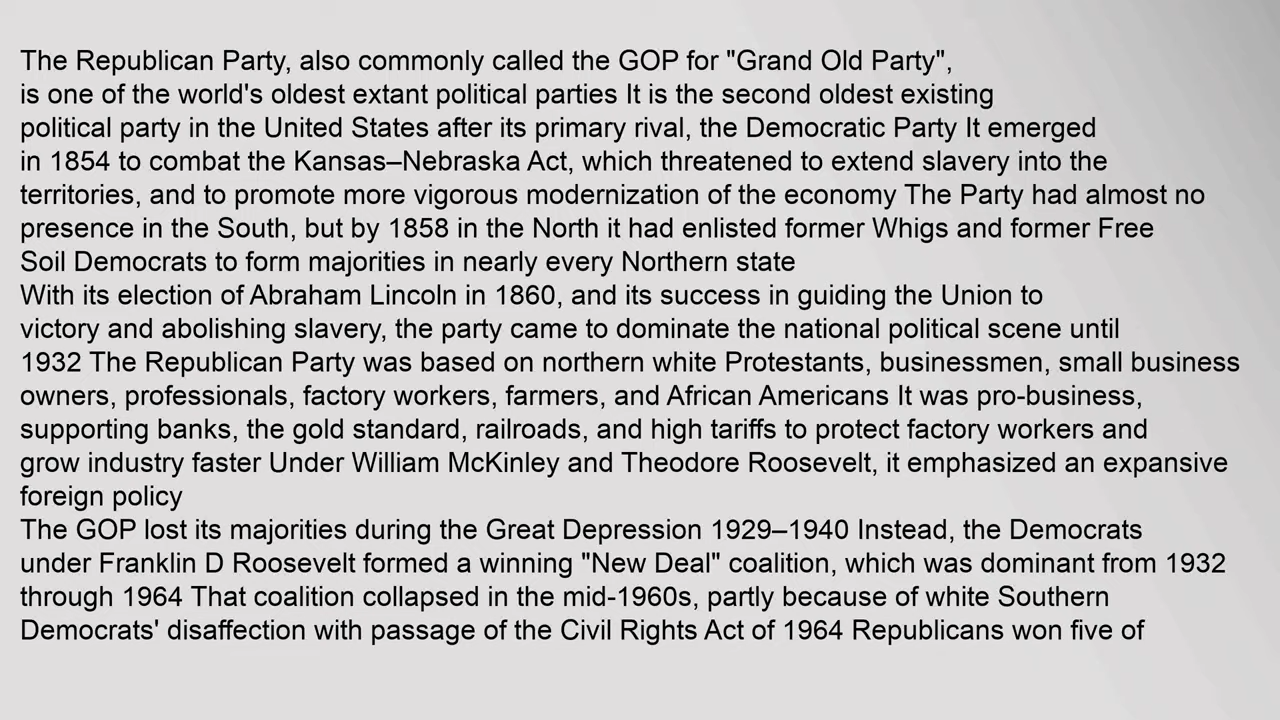 The Republican Party, also commonly called the GOP for "Grand Old Party",
is one of the world's oldest extant political parties It is the second oldest existing
political party in the United States after its primary rival, the Democratic Party It emerged
in 1854 to combat the Kansas–Nebraska Act, which threatened to extend slavery into the
territories, and to promote more vigorous modernization of the economy The Party had almost no
presence in the South, but by 1858 in the North it had enlisted former Whigs and former Free
Soil Democrats to form majorities in nearly every Northern state
With its election of Abraham Lincoln in 1860, and its success in guiding the Union to
victory and abolishing slavery, the party came to dominate the national political scene until
1932 The Republican Party was based on northern white Protestants, businessmen, small business
owners, professionals, factory workers, farmers, and African Americans It was pro-business,
supporting banks, the gold standard, railroads, and high tariffs to protect factory workers and
grow industry faster Under William McKinley and Theodore Roosevelt, it emphasized an expansive
foreign policy
The GOP lost its majorities during the Great Depression 1929–1940 Instead, the Democrats
under Franklin D Roosevelt formed a winning "New Deal" coalition, which was dominant from 1932
through 1964 That coalition collapsed in the mid-1960s, partly because of white Southern
Democrats' disaffection with passage of the Civil Rights Act of 1964 Republicans won five of